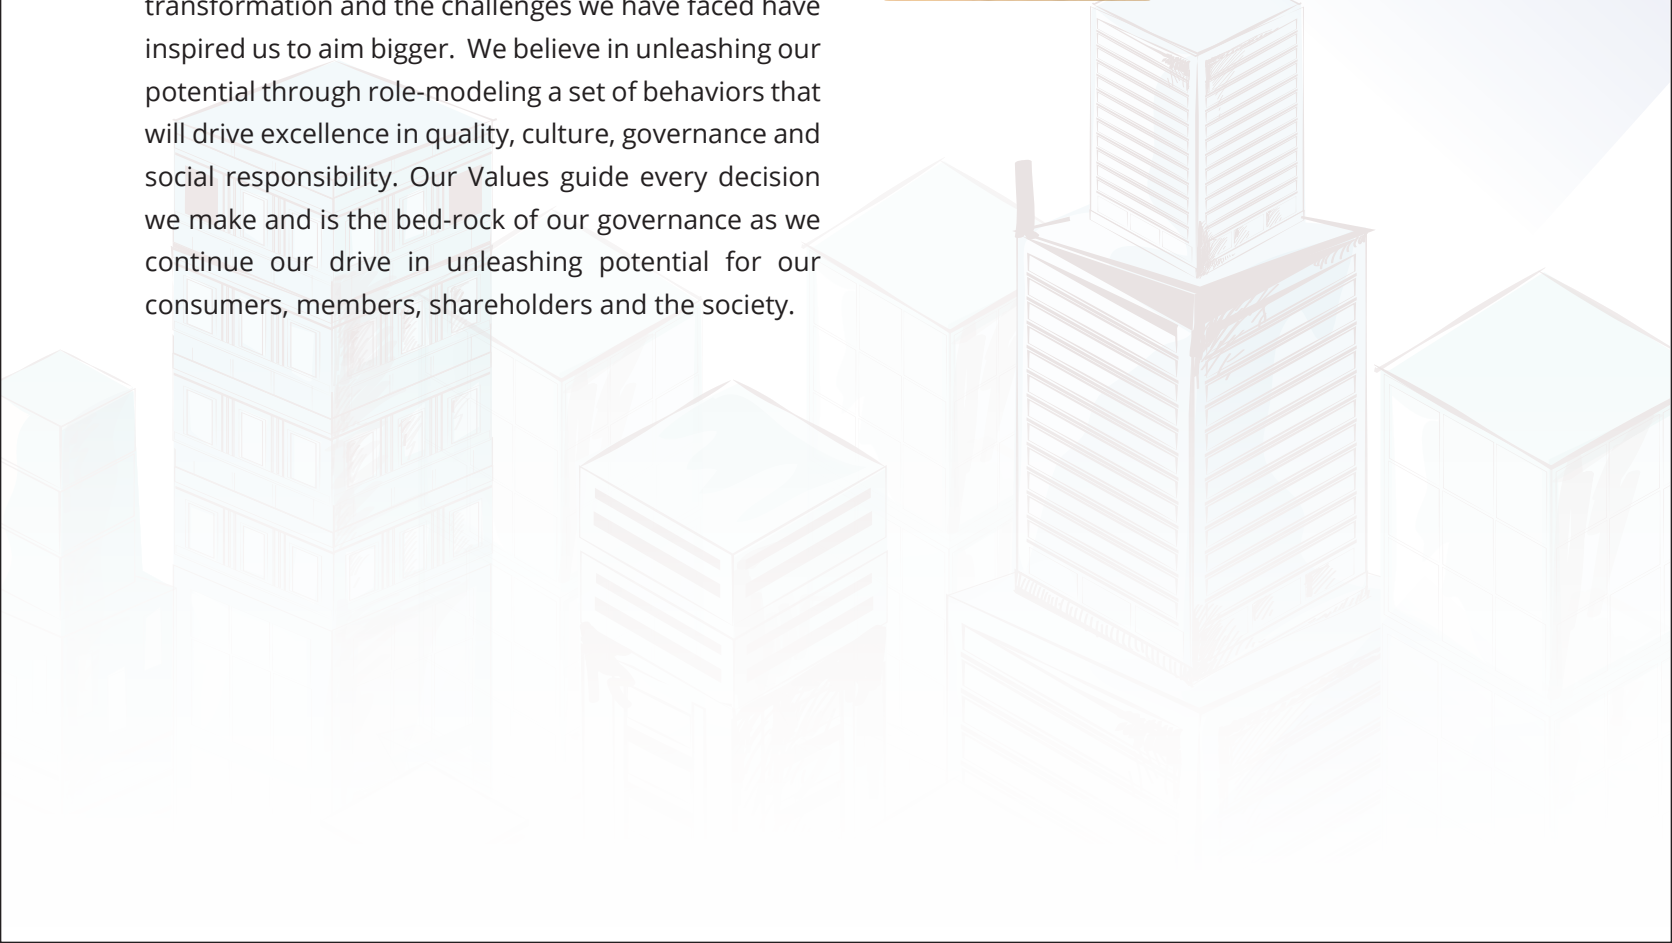 transformation and the challenges we have faced have
inspired us to aim bigger.  We believe in unleashing our
potential through role-modeling a set of behaviors that
will drive excellence in quality, culture, governance and
social responsibility. Our Values guide every decision
we make and is the bed-rock of our governance as we
continue our drive in unleashing potential for our
consumers, members, shareholders and the society.